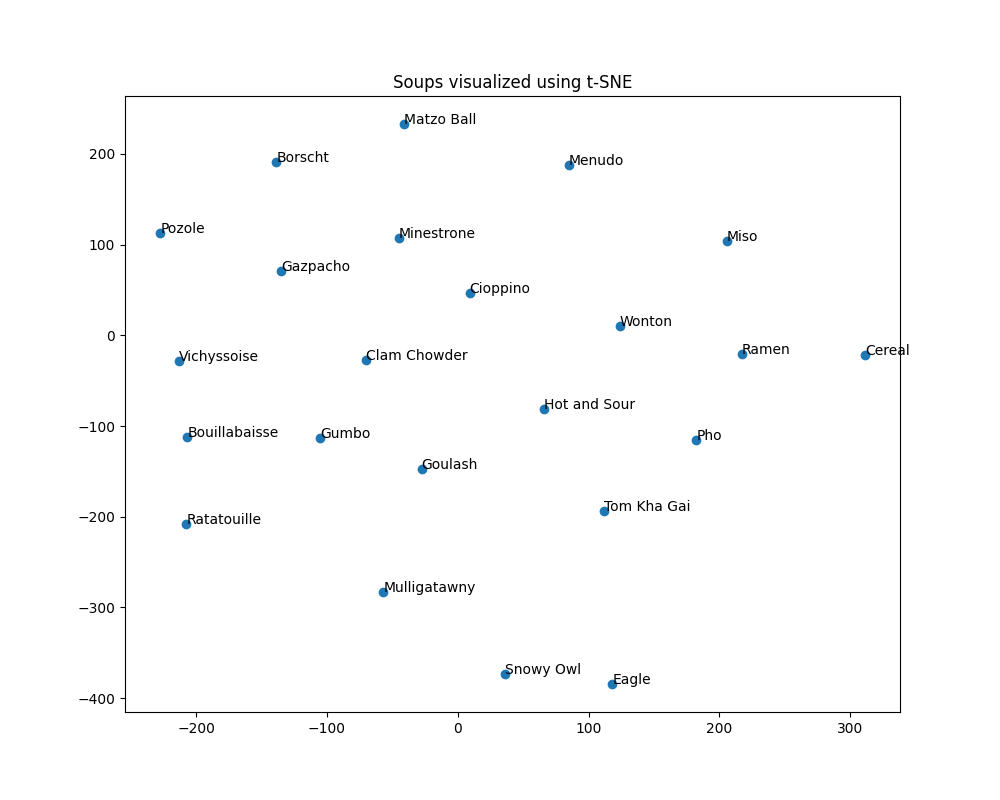 Soups visualized using t-SNE
Matzo Ball
Borscht
Menudo
Pozole
Minestrone
Miso
Gazpacho
Cioppino
Wonton
Vichyssoise
Clam Chowder
Ramen
Cereal
Hot and Sour
Bouillabaisse
Gumbo
Pho
Goulash
Ratatouille
Tom Kha Gai
Mulligatawny
Snowy Owl
Eagle
200
100
0
−100
−200
−300
−400
−200
−100
0
100
200
300